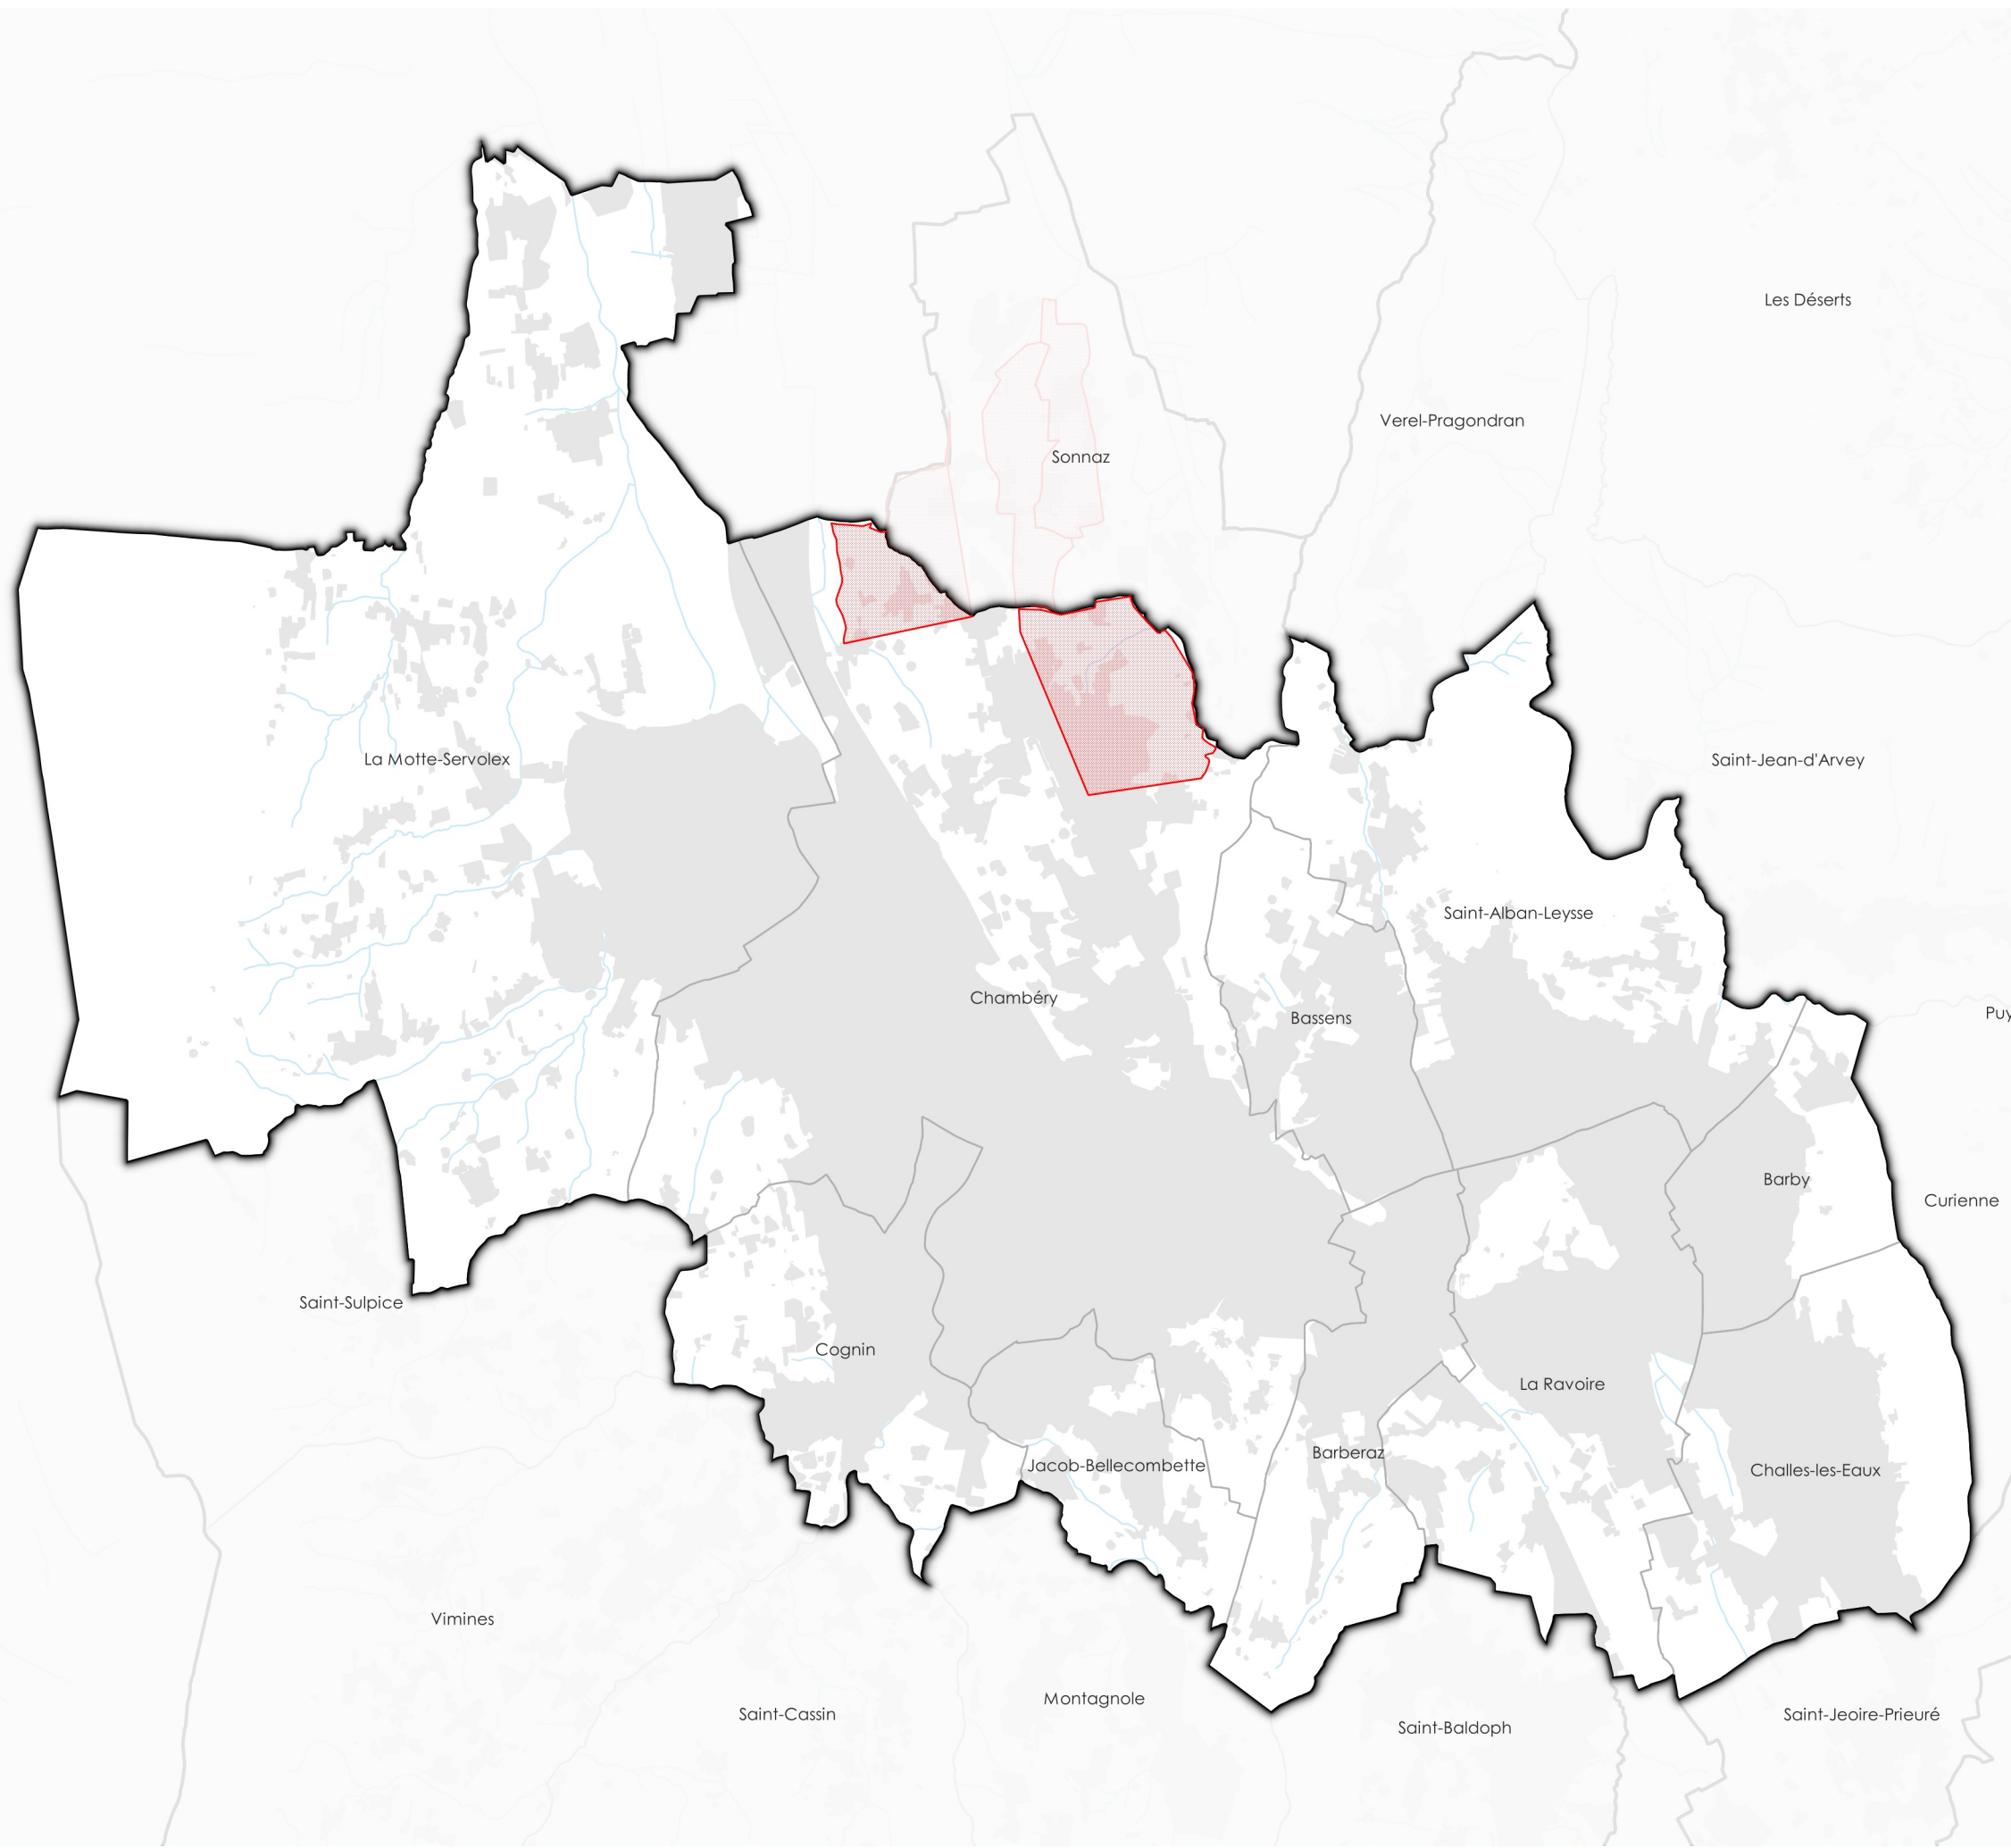 Les Déserts
Verel-Pragondran
Sonnaz
La Motte-Servolex
Saint-Jean-d'Arvey
Saint-Alban-Leysse
Chambéry
Bassens
Puy
Barby
Curienne
Saint-Sulpice
Cognin
La Ravoire
Barberaz
Jacob-Bellecombette
Challes-les-Eaux
Vimines
Montagnole
Saint-Cassin
Saint-Jeoire-Prieuré
Saint-Baldoph